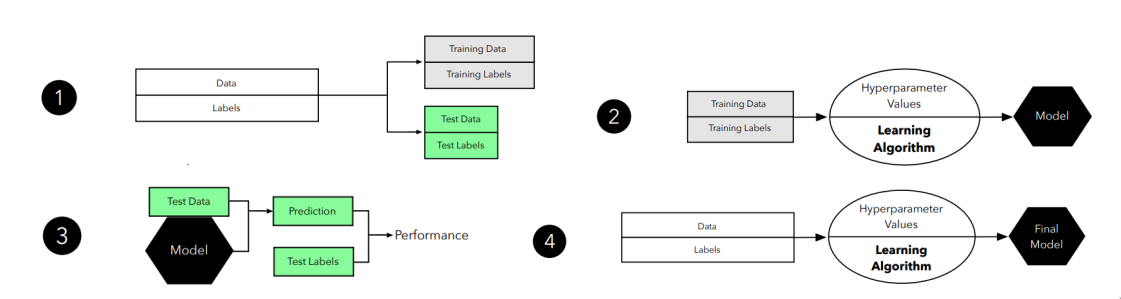 1
Data
Labels
Training Data
Training Labels
Test Data
Test Labels
2
Training Data
Training Labels
Hyperparameter
Values
Learning
Algorithm
Model
3
Test Data
Model
Prediction
Test Labels
Performance
4
Data
Labels
Hyperparameter
Values
Learning
Algorithm
Final
Model